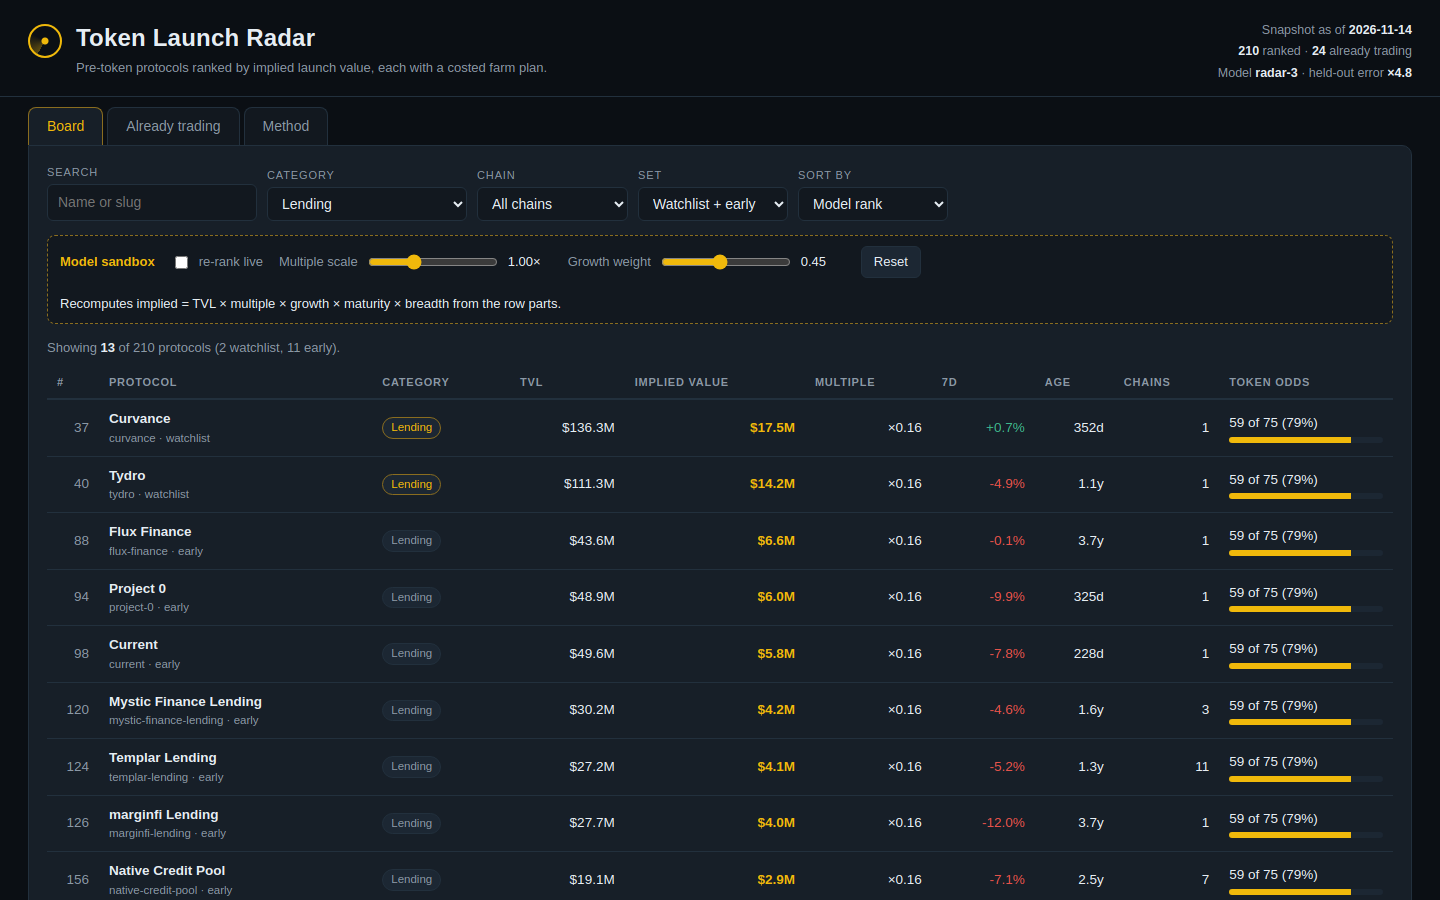 Token Launch Radar
Pre-token protocols ranked by implied launch value, each with a costed farm plan.
Snapshot as of 2026-11-14
210 ranked · 24 already trading
Model radar-3 · held-out error ×4.8
Board
Already trading
Method
SEARCH
CATEGORY
CHAIN
SET
SORT BY
Name or slug
Lending
All chains
Watchlist + early
Model rank
Model sandbox re-rank live Multiple scale 1.00× Growth weight 0.45 Reset
Recomputes implied = TVL × multiple × growth × maturity × breadth from the row parts.
Showing 13 of 210 protocols (2 watchlist, 11 early).
# PROTOCOL CATEGORY TVL IMPLIED VALUE MULTIPLE 7D AGE CHAINS TOKEN ODDS
37 Curvance Lending $136.3M $17.5M ×0.16 +0.7% 352d 1 59 of 75 (79%)
curvance · watchlist
40 Tydro Lending $111.3M $14.2M ×0.16 -4.9% 1.1y 1 59 of 75 (79%)
tydro · watchlist
88 Flux Finance Lending $43.6M $6.6M ×0.16 -0.1% 3.7y 1 59 of 75 (79%)
flux-finance · early
94 Project 0 Lending $48.9M $6.0M ×0.16 -9.9% 325d 1 59 of 75 (79%)
project-0 · early
98 Current Lending $49.6M $5.8M ×0.16 -7.8% 228d 1 59 of 75 (79%)
current · early
120 Mystic Finance Lending Lending $30.2M $4.2M ×0.16 -4.6% 1.6y 3 59 of 75 (79%)
mystic-finance-lending · early
124 Templar Lending Lending $27.2M $4.1M ×0.16 -5.2% 1.3y 11 59 of 75 (79%)
templar-lending · early
126 marginfi Lending Lending $27.7M $4.0M ×0.16 -12.0% 3.7y 1 59 of 75 (79%)
marginfi-lending · early
156 Native Credit Pool Lending $19.1M $2.9M ×0.16 -7.1% 2.5y 7 59 of 75 (79%)
native-credit-pool · early